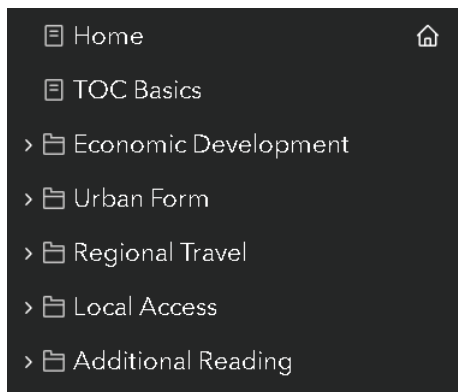 Home
TOC Basics
Economic Development
Urban Form
Regional Travel
Local Access
Additional Reading